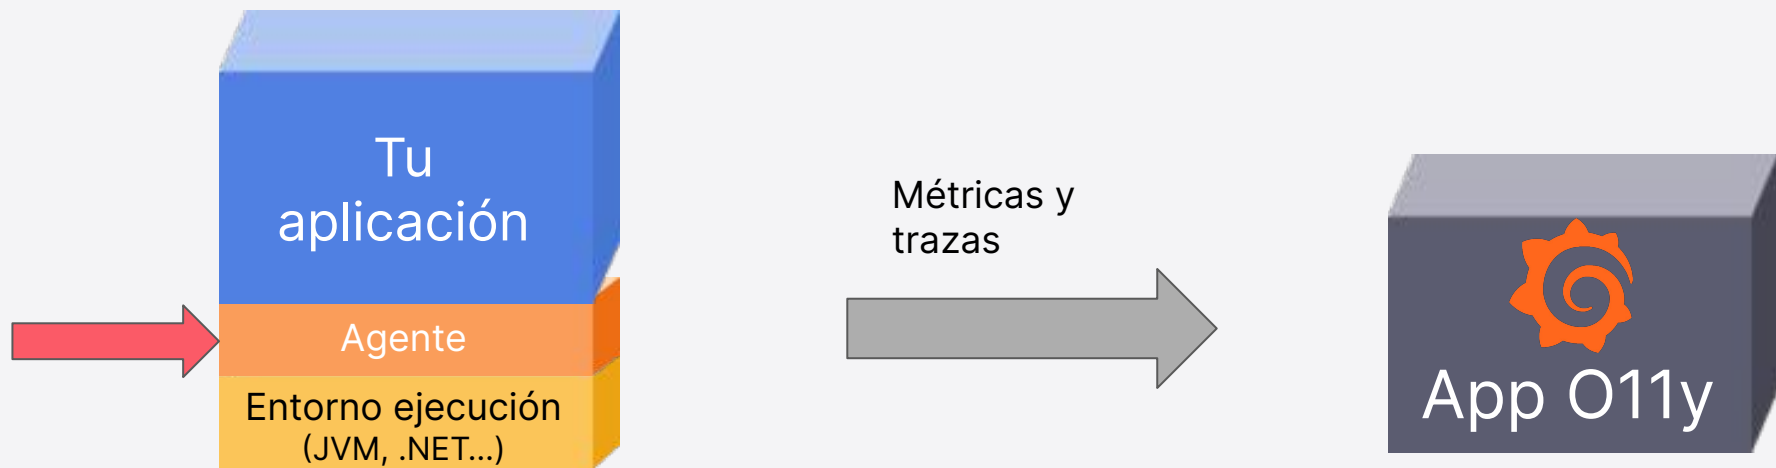 Tu
aplicación
Agente
Entorno ejecución
(JVM, .NET...)
Métricas y
trazas
App O11y